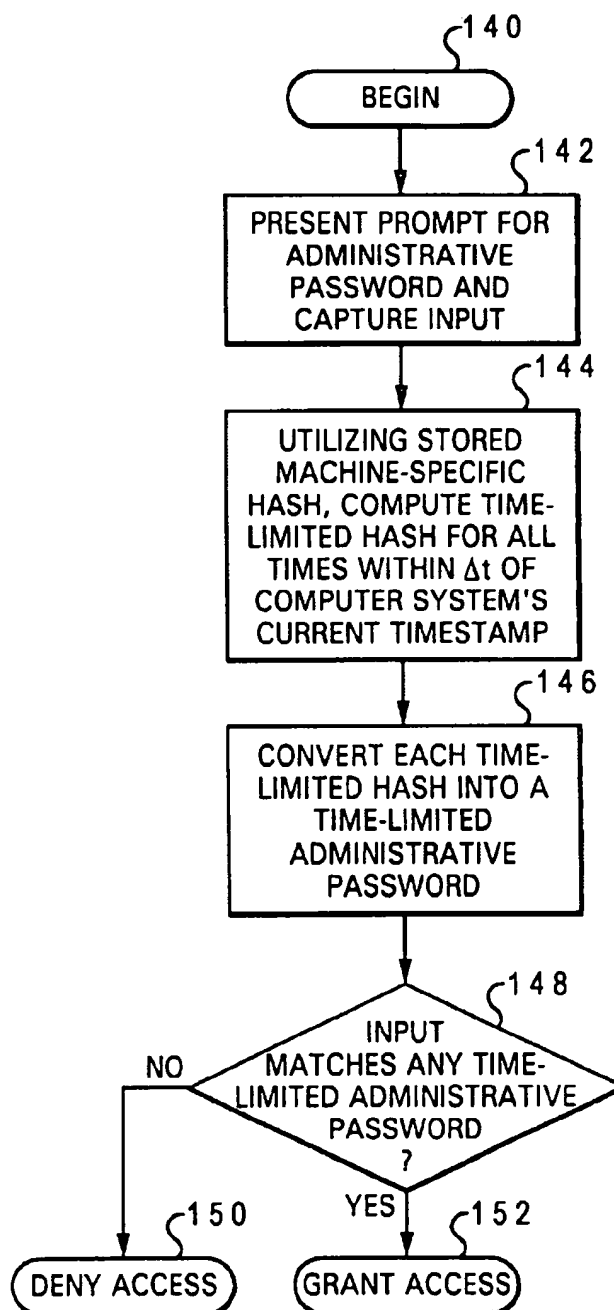 140
BEGIN
142
PRESENT PROMPT FOR
ADMINISTRATIVE
PASSWORD AND
CAPTURE INPUT
144
UTILIZING STORED
MACHINE-SPECIFIC
HASH, COMPUTE TIME-
LIMITED HASH FOR ALL
TIMES WITHIN Δt OF
COMPUTER SYSTEM'S
CURRENT TIMESTAMP
146
CONVERT EACH TIME-
LIMITED HASH INTO A
TIME-LIMITED
ADMINISTRATIVE
PASSWORD
148
INPUT
MATCHES ANY TIME-
LIMITED ADMINISTRATIVE
PASSWORD
?
NO
YES
150
DENY ACCESS
152
GRANT ACCESS